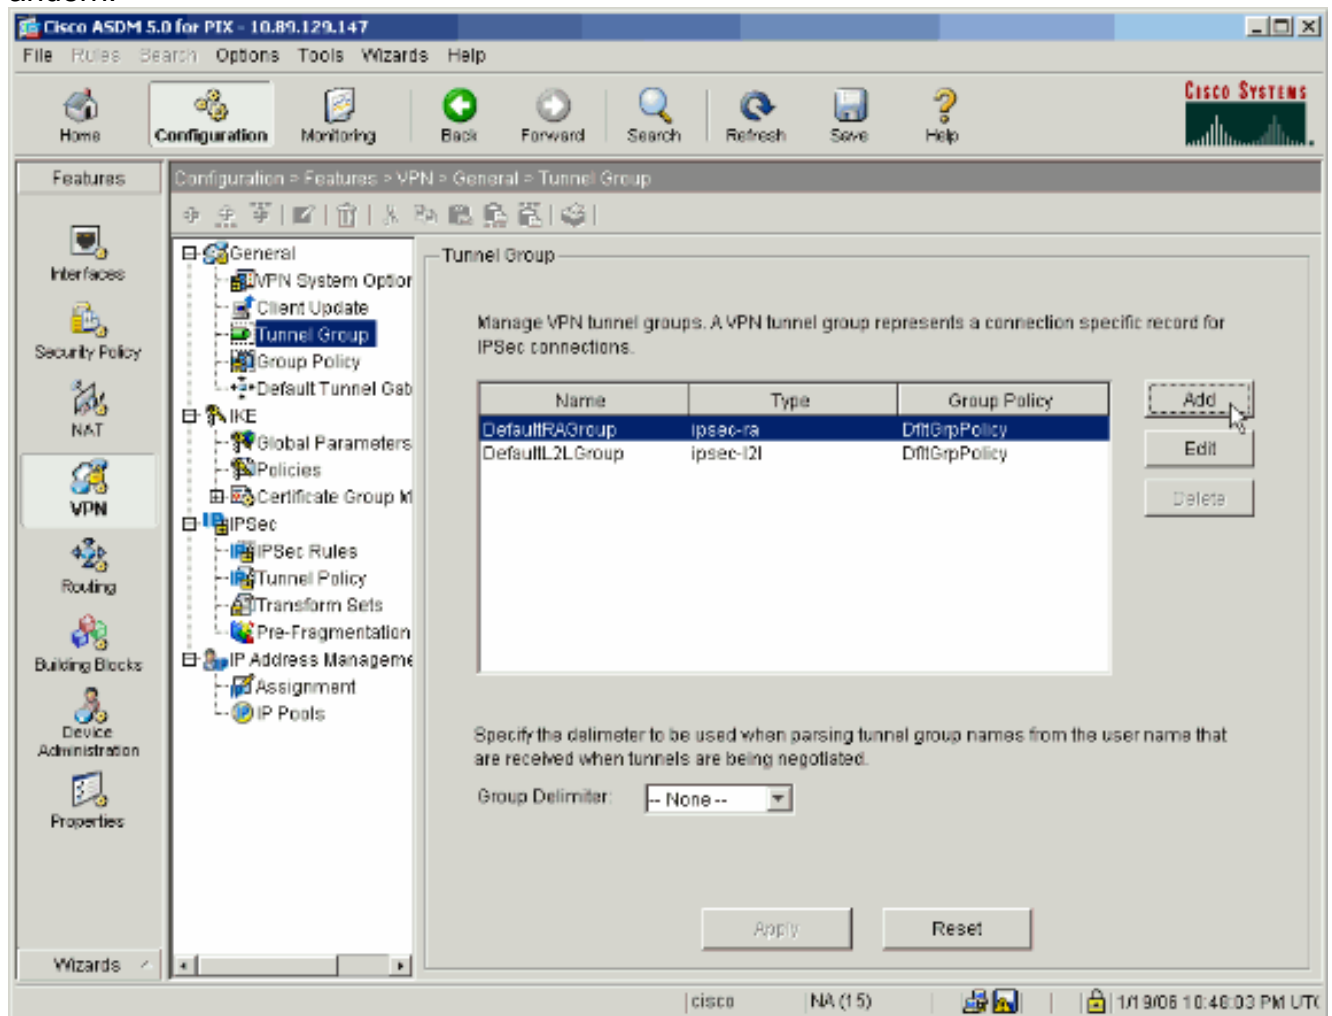 Cisco ASDM 5.0 for PIX - 10.89.129.147
File Rules Search Options Tools Wizards Help
Home Configuration Monitoring Back Forward Search Refresh Save Help
CISCO SYSTEMS
Features
Configuration > Features > VPN > General > Tunnel Group
Interfaces
Security Policy
NAT
VPN
Routing
Building Blocks
Device
Administration
Properties
Wizards
General
VPN System Option
Client Update
Tunnel Group
Group Policy
Default Tunnel Gat
IKE
Global Parameters
Policies
Certificate Group M
IPSec
IPSec Rules
Tunnel Policy
Transform Sets
Pre-Fragmentation
IP Address Manageme
Assignment
IP Pools
Tunnel Group
Manage VPN tunnel groups. A VPN tunnel group represents a connection specific record for
IPSec connections.
Name Type Group Policy
DefaultRAGroup ipsec-ra DfltGrpPolicy
DefaultL2LGroup ipsec-l2l DfltGrpPolicy
Add
Edit
Delete
Specify the delimeter to be used when parsing tunnel group names from the user name that
are received when tunnels are being negotiated.
Group Delimiter: -- None --
Apply Reset
cisco NA (15) 1/19/06 10:48:03 PM UTC